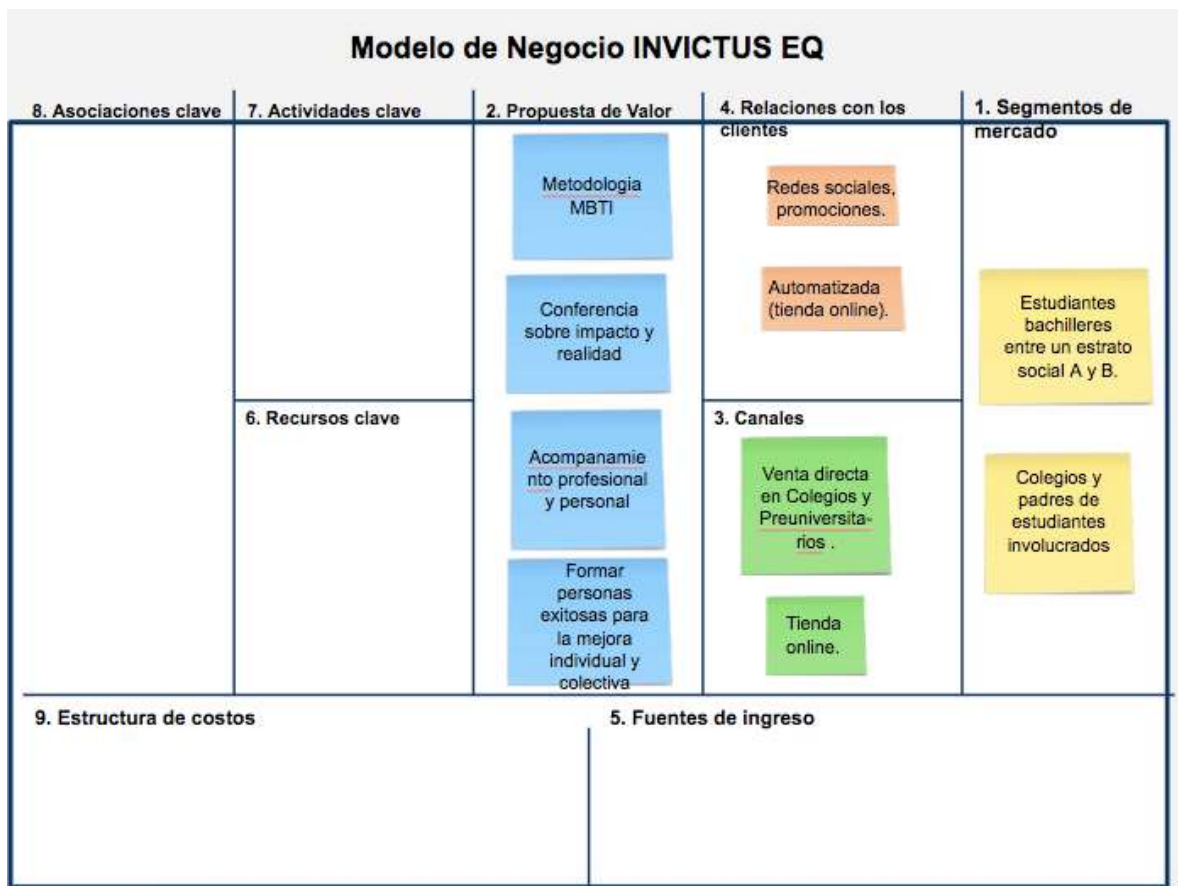 Modelo de Negocio INVICTUS EQ
8. Asociaciones clave
7. Actividades clave
2. Propuesta de Valor
4. Relaciones con los
clientes
1. Segmentos de
mercado
Metodologia
MBTI
Conferencia
sobre impacto y
realidad
Acompanamie
nto profesional
y personal
Formar
personas
exitosas para
la mejora
individual y
colectiva
Redes sociales,
promociones.
Automatizada
(tienda online).
Estudiantes
bachilleres
entre un estrato
social A y B.
Colegios y
padres de
estudiantes
involucrados
6. Recursos clave
3. Canales
Venta directa
en Colegios y
Preuniversita-
rios .
Tienda
online.
9. Estructura de costos
5. Fuentes de ingreso